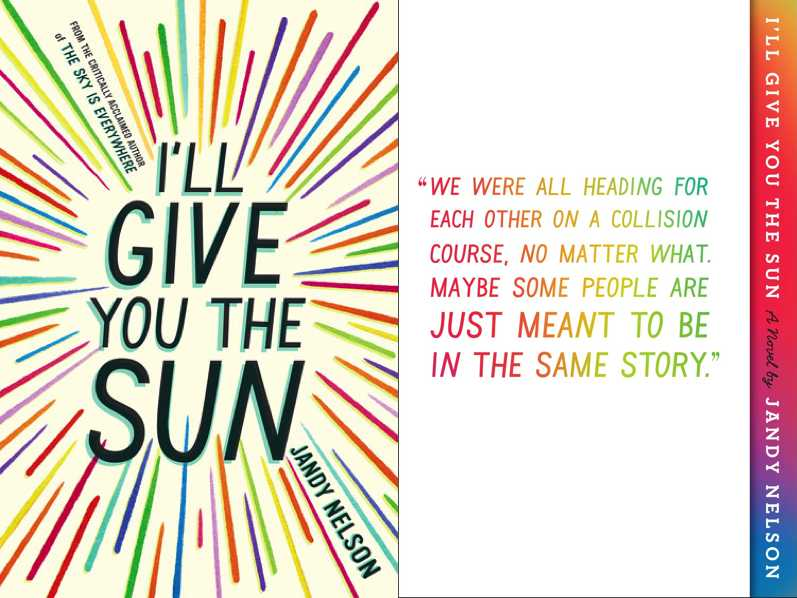 FROM THE CRITICALLY ACCLAIMED AUTHOR
of THE SKY IS EVERYWHERE
I'LL
GIVE
YOU THE
SUN
JANDY NELSON
“WE WERE ALL HEADING FOR
EACH OTHER ON A COLLISION
COURSE, NO MATTER WHAT.
MAYBE SOME PEOPLE ARE
JUST MEANT TO BE
IN THE SAME STORY.”
I'LL GIVE YOU THE SUN A Novel by JANDY NELSON